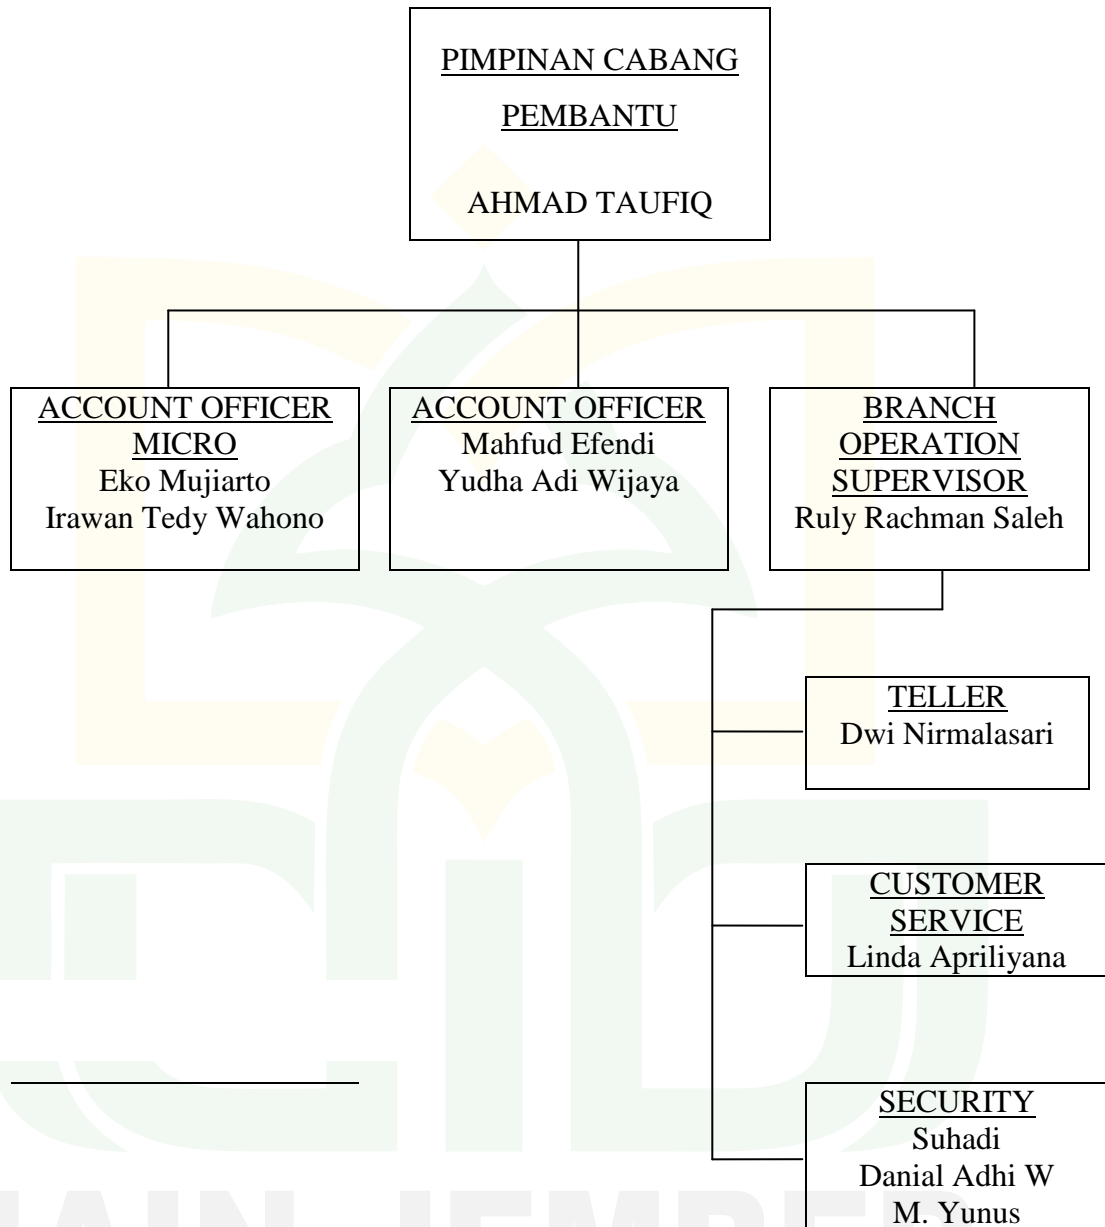 PIMPINAN CABANG
PEMBANTU
AHMAD TAUFIQ
ACCOUNT OFFICER
MICRO
Eko Mujiarto
Irawan Tedy Wahono
ACCOUNT OFFICER
Mahfud Efendi
Yudha Adi Wijaya
BRANCH
OPERATION
SUPERVISOR
Ruly Rachman Saleh
TELLER
Dwi Nirmalasari
CUSTOMER
SERVICE
Linda Apriliyana
SECURITY
Suhadi
Danial Adhi W
M. Yunus
IAIN JEMBER